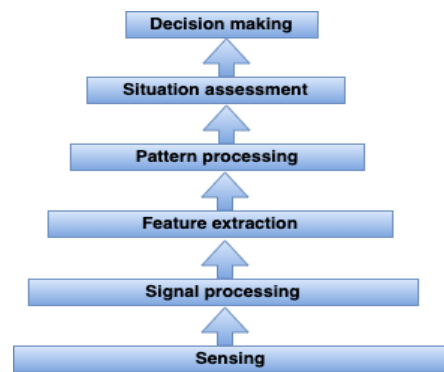 Decision making
Situation assessment
Pattern processing
Feature extraction
Signal processing
Sensing